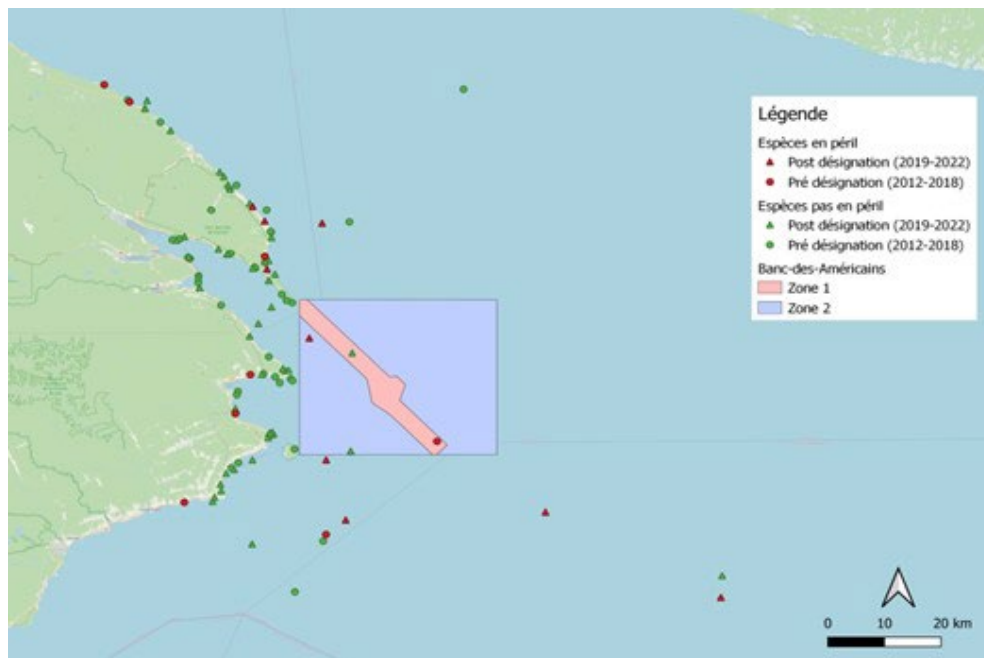 Légende
Espèces en péril
Post désignation (2019-2022)
Pré désignation (2012-2018)
Espèces pas en péril
Post désignation (2019-2022)
Pré désignation (2012-2018)
Banc-des-Américains
Zone 1
Zone 2
0 10 20 km